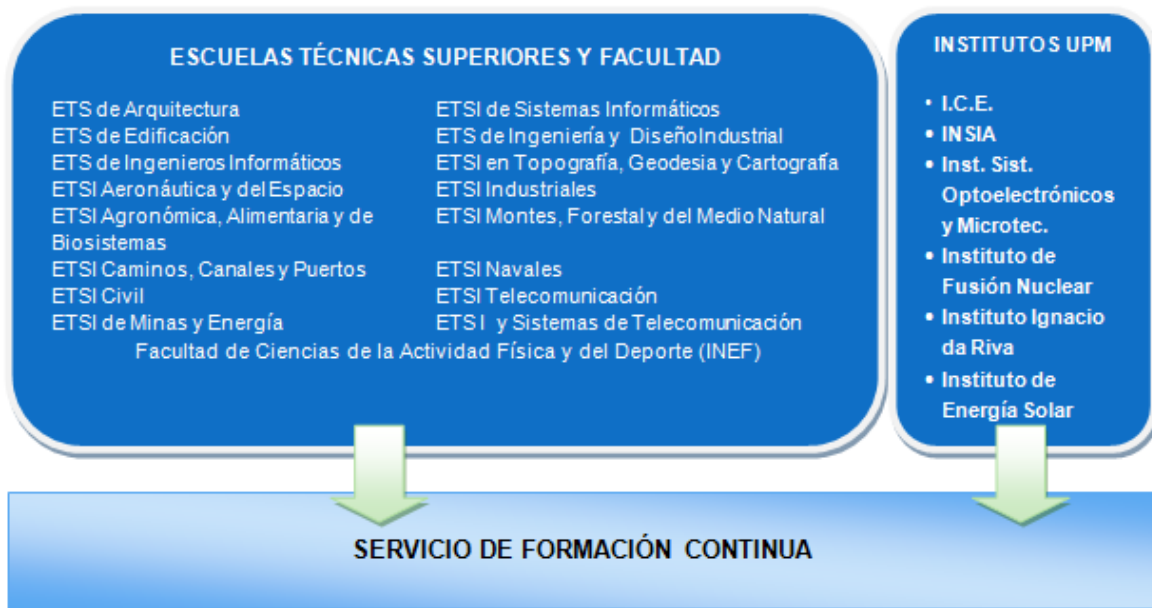 ESCUELAS TÉCNICAS SUPERIORES Y FACULTAD
ETS de Arquitectura
ETS de Edificación
ETS de Ingenieros Informáticos
ETSI Aeronáutica y del Espacio
ETSI Agronómica, Alimentaria y de
Biosistemas
ETSI Caminos, Canales y Puertos
ETSI Civil
ETSI de Minas y Energía
ETSI de Sistemas Informáticos
ETS de Ingeniería y DiseñoIndustrial
ETSI en Topografía, Geodesia y Cartografía
ETSI Industriales
ETSI Montes, Forestal y del Medio Natural
ETSI Navales
ETSI Telecomunicación
ETS I y Sistemas de Telecomunicación
Facultad de Ciencias de la Actividad Física y del Deporte (INEF)
INSTITUTOS UPM
• I.C.E.
• INSIA
• Inst. Sist.
Optoelectrónicos
y Microtec.
• Instituto de
Fusión Nuclear
• Instituto Ignacio
da Riva
• Instituto de
Energía Solar
SERVICIO DE FORMACIÓN CONTINUA